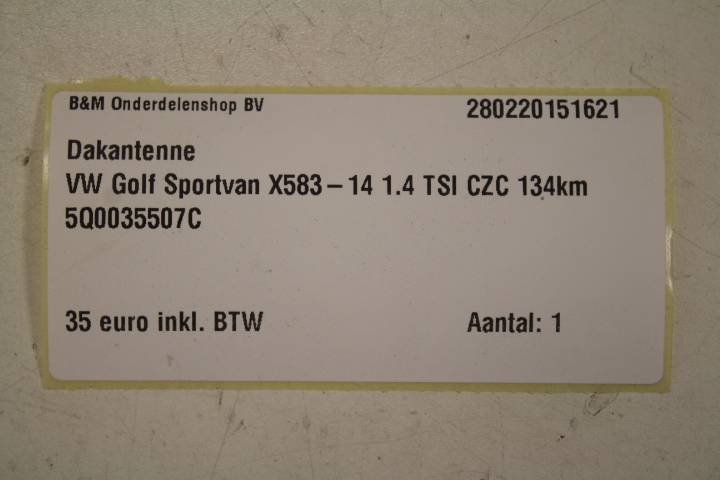 B&M Onderdelenshop BV 280220151621
Dakantenne
VW Golf Sportvan X583-14 1.4 TSI CZC 134km
5Q0035507C
35 euro inkl. BTW Aantal: 1